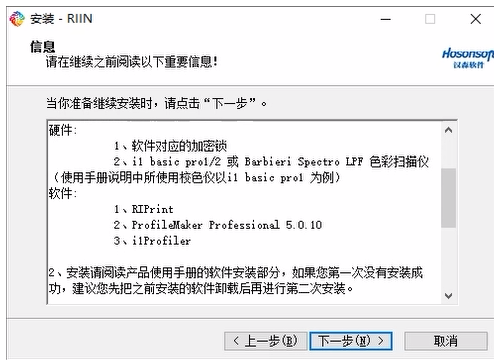 安装 - RIIN
信息
请在继续之前阅读以下重要信息!
Hosonsoft
汉森软件
当你准备继续安装时，请点击“下一步”。
硬件:
1、软件对应的加密锁
2、i1 basic pro1/2 或 Barbieri Spectro LFP 色彩扫描仪
（使用手册说明中所使用校色仪以i1 basic pro1 为例）
软件:
1、RIPrint
2、ProfileMaker Professional 5.0.10
3、i1Profiler
2、安装请阅读产品使用手册的软件安装部分，如果您第一次没有安装成
功，建议您先把之前安装的软件卸载后再进行第二次安装。
< 上一步(B) 下一步(N) > 取消